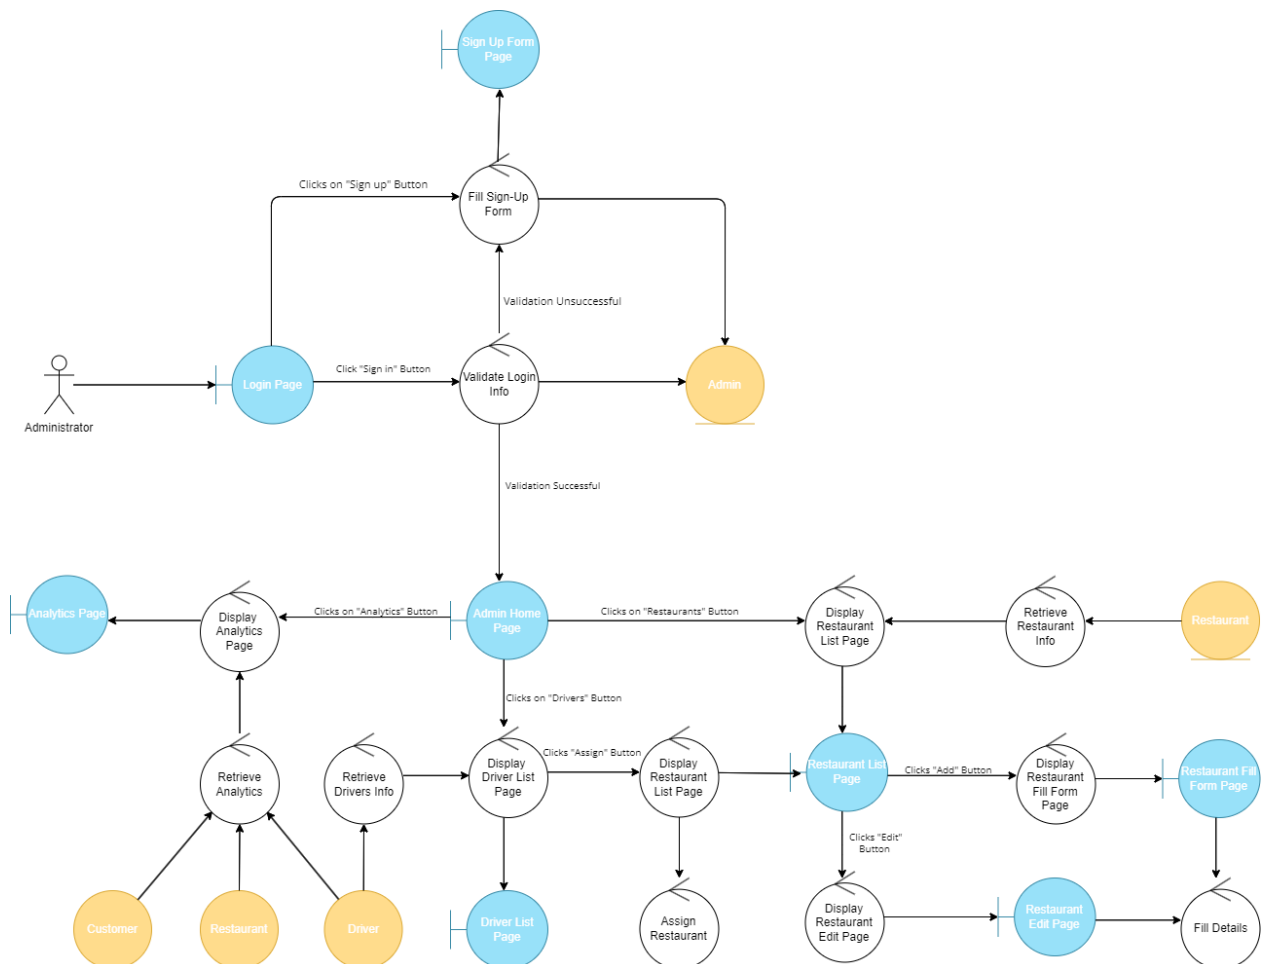 Sign Up Form
Page
Clicks on "Sign up" Button
Fill Sign-Up
Form
Validation Unsuccessful
Administrator
Login Page
Click "Sign in" Button
Validate Login
Info
Admin
Validation Successful
Analytics Page
Display
Analytics
Page
Clicks on "Analytics" Button
Admin Home
Page
Clicks on "Restaurants" Button
Display
Restaurant
List Page
Retrieve
Restaurant
Info
Restaurant
Clicks on "Drivers" Button
Retrieve
Analytics
Retrieve
Drivers Info
Display
Driver List
Page
Clicks "Assign" Button
Display
Restaurant
List Page
Restaurant List
Page
Clicks "Add" Button
Display
Restaurant
Fill Form
Page
Restaurant Fill
Form Page
Clicks "Edit"
Button
Customer
Restaurant
Driver
Driver List
Page
Assign
Restaurant
Display
Restaurant
Edit Page
Restaurant
Edit Page
Fill Details